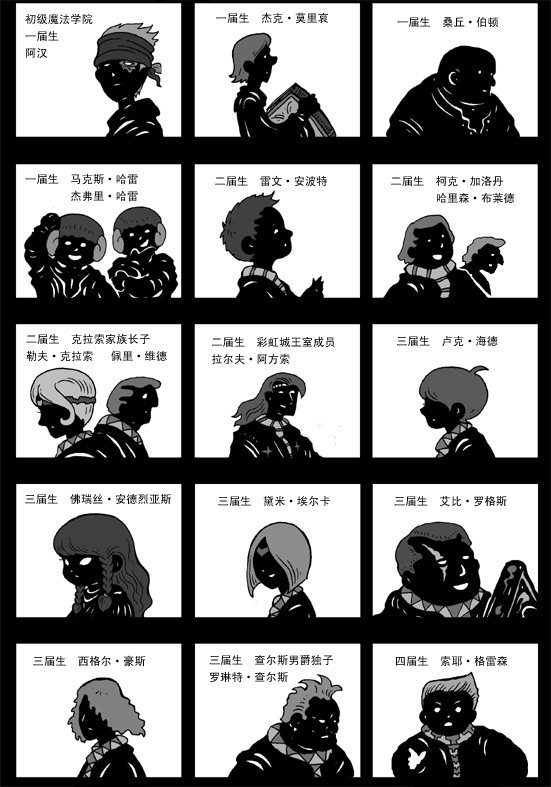 初级魔法学院
一届生
阿汉
一届生 杰克·莫里哀
一届生 桑丘·伯顿
一届生 马克斯·哈雷
杰弗里·哈雷
二届生 雷文·安波特
二届生 柯克·加洛丹
哈里森·布莱德
二届生 克拉索家族长子
勒夫·克拉索 佩里·维德
二届生 彩虹城王室成员
拉尔夫·阿方索
三届生 卢克·海德
三届生 佛瑞丝·安德烈亚斯
三届生 黛米·埃尔卡
三届生 艾比·罗格斯
三届生 西格尔·豪斯
三届生 查尔斯男爵独子
罗琳特·查尔斯
四届生 索耶·格雷森